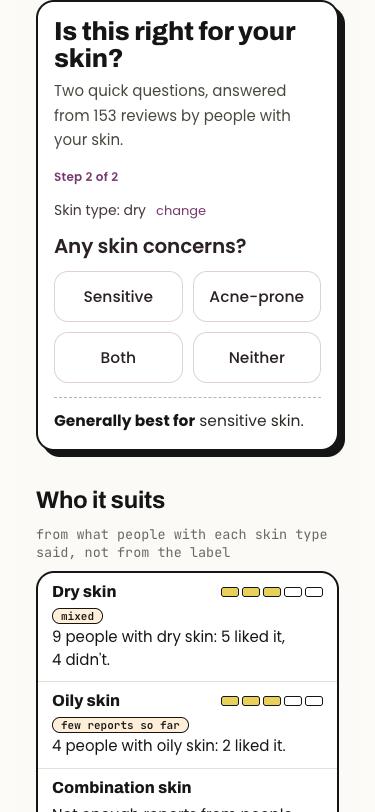 Is this right for your
skin?
Two quick questions, answered
from 153 reviews by people with
your skin.
Step 2 of 2
Skin type: dry change
Any skin concerns?
Sensitive Acne-prone
Both Neither
Generally best for sensitive skin.
Who it suits
from what people with each skin type
said, not from the label
Dry skin
mixed
9 people with dry skin: 5 liked it,
4 didn't.
Oily skin
few reports so far
4 people with oily skin: 2 liked it.
Combination skin